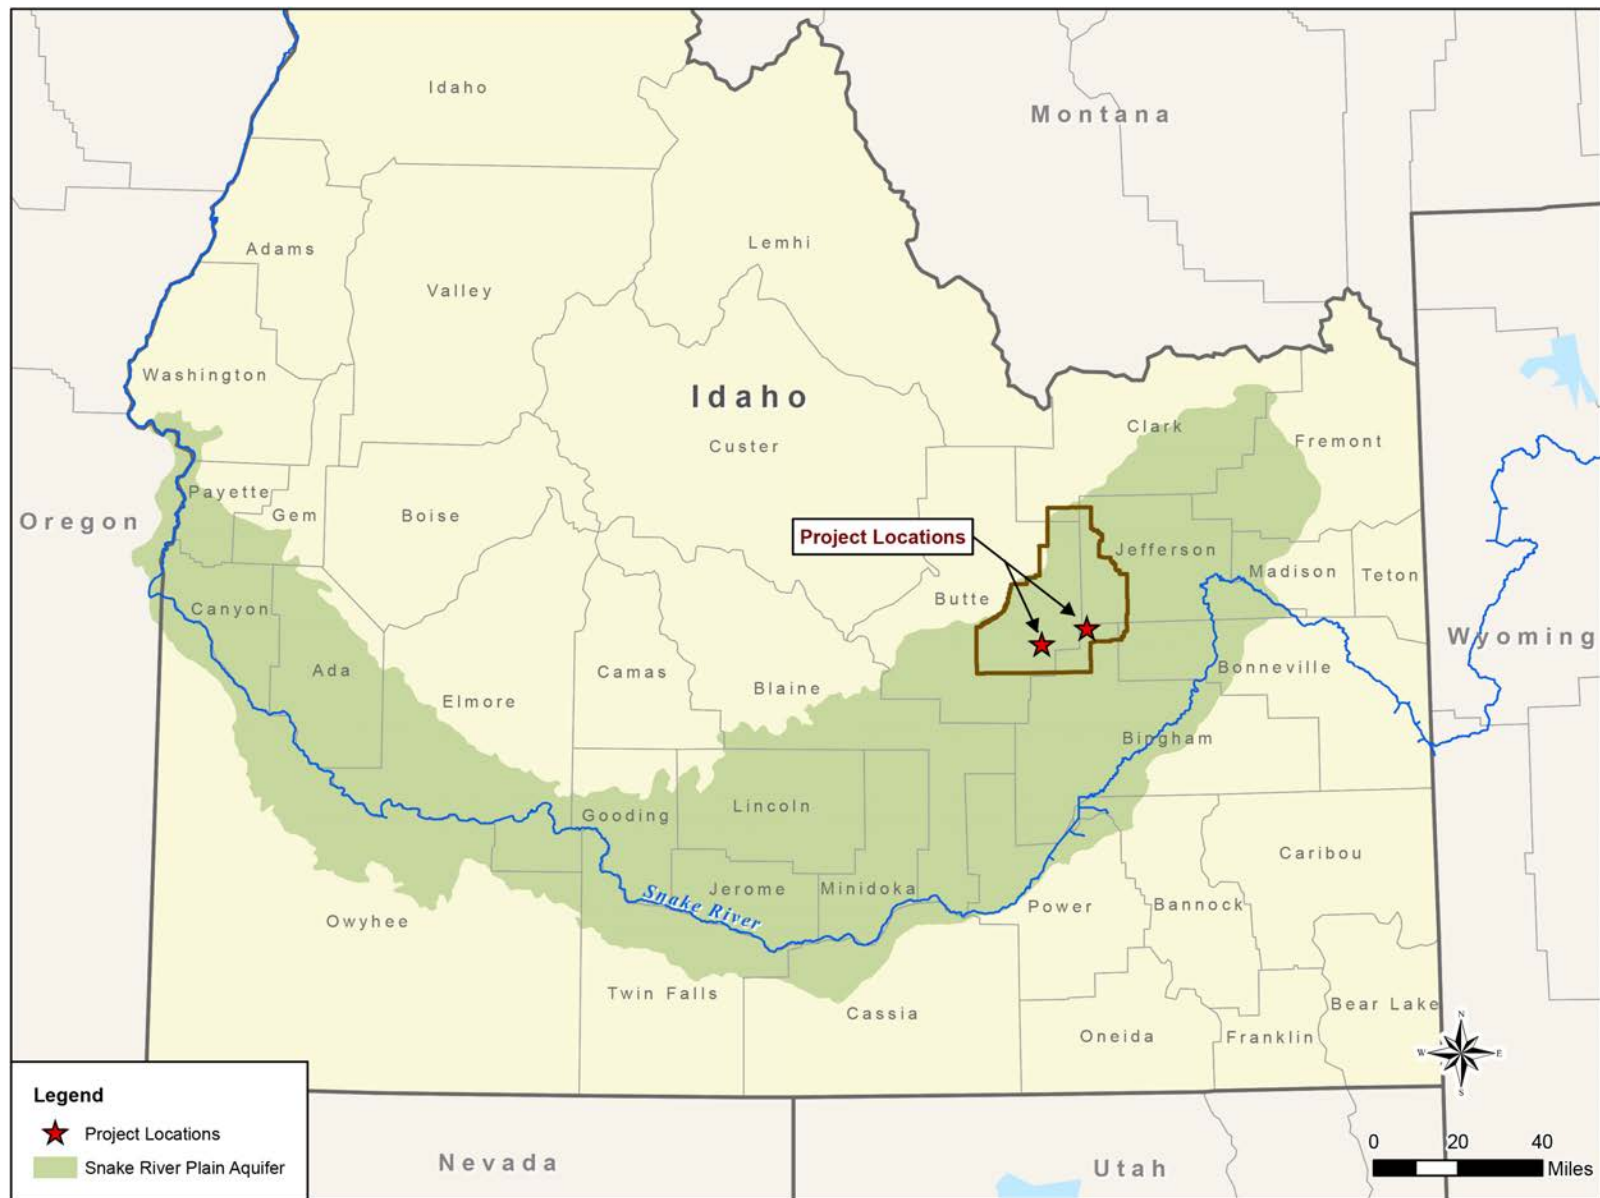 Idaho
Montana
Adams
Lemhi
Valley
Washington
Idaho
Custer
Clark
Fremont
Payette
Gem
Boise
Oregon
Project Locations
Jefferson
Madison
Teton
Butte
Canyon
Wyoming
Ada
Camas
Blaine
Bonneville
Elmore
Bingham
Gooding
Lincoln
Caribou
Jerome
Minidoka
Snake River
Power
Bannock
Owyhee
Twin Falls
Cassia
Bear Lake
Oneida
Franklin
N
W
E
S
Legend
Project Locations
Snake River Plain Aquifer
Nevada
Utah
0 20 40
Miles